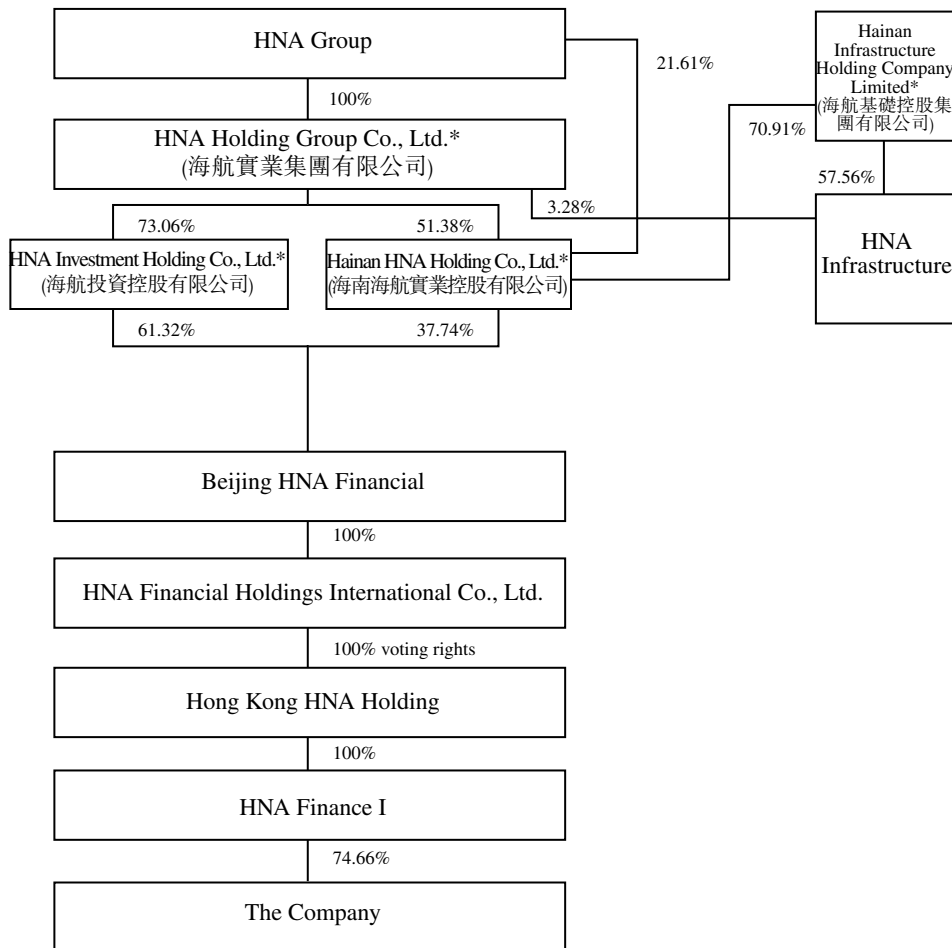 HNA Group
Hainan
Infrastructure
Holding Company
Limited*
(海航基礎控股集
團有限公司)
21.61%
100%
HNA Holding Group Co., Ltd.*
(海航實業集團有限公司)
70.91%
57.56%
73.06%
51.38%
3.28%
HNA Investment Holding Co., Ltd.*
(海航投資控股有限公司)
Hainan HNA Holding Co., Ltd.*
(海南海航實業控股有限公司)
HNA
Infrastructure
61.32%
37.74%
Beijing HNA Financial
100%
HNA Financial Holdings International Co., Ltd.
100% voting rights
Hong Kong HNA Holding
100%
HNA Finance I
74.66%
The Company